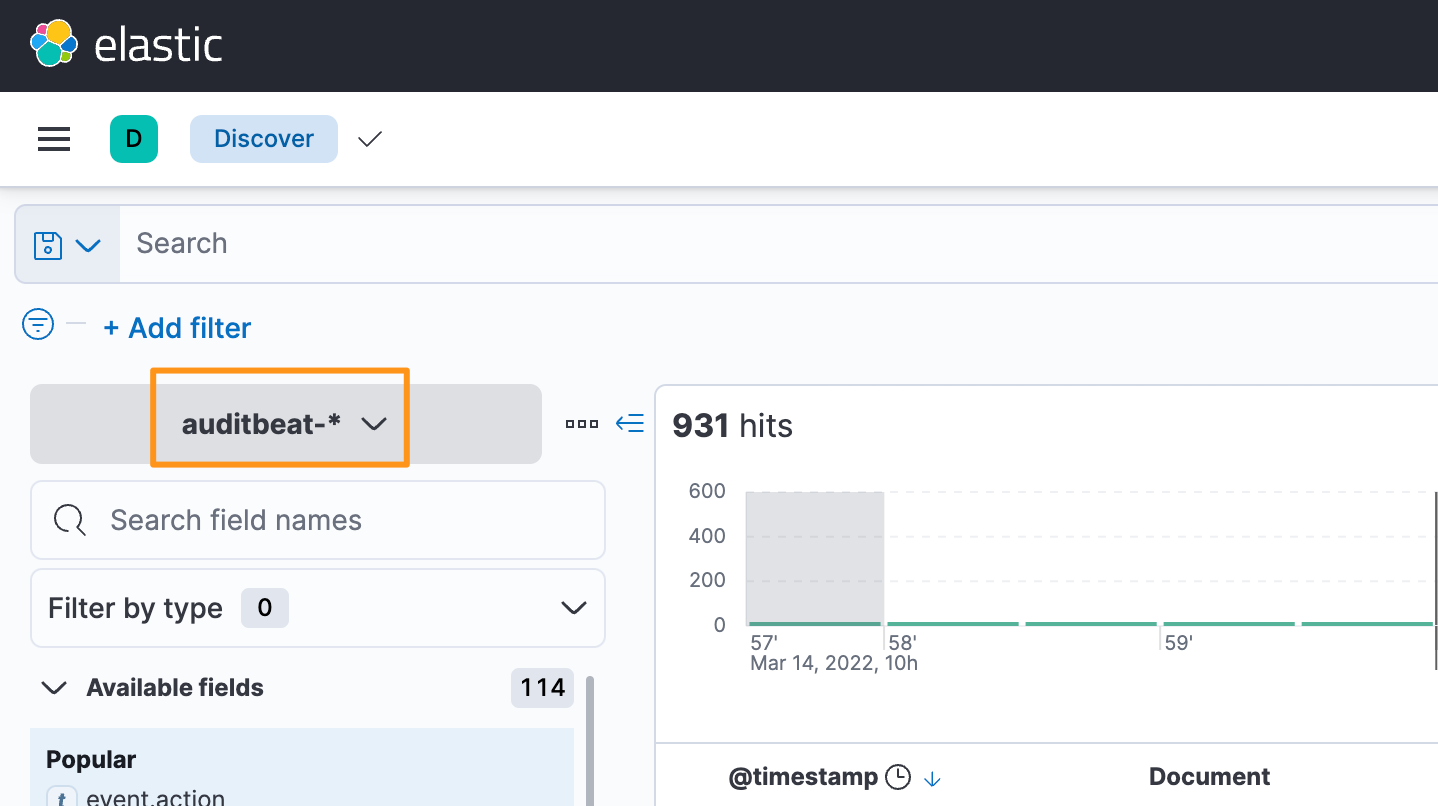 elastic
D
Discover
Search
+ Add filter
auditbeat-*
931 hits
Search field names
600
400
200
0
57'
58'
59'
Mar 14, 2022, 10h
Filter by type 0
Available fields 114
Popular
t event.action
@timestamp
Document